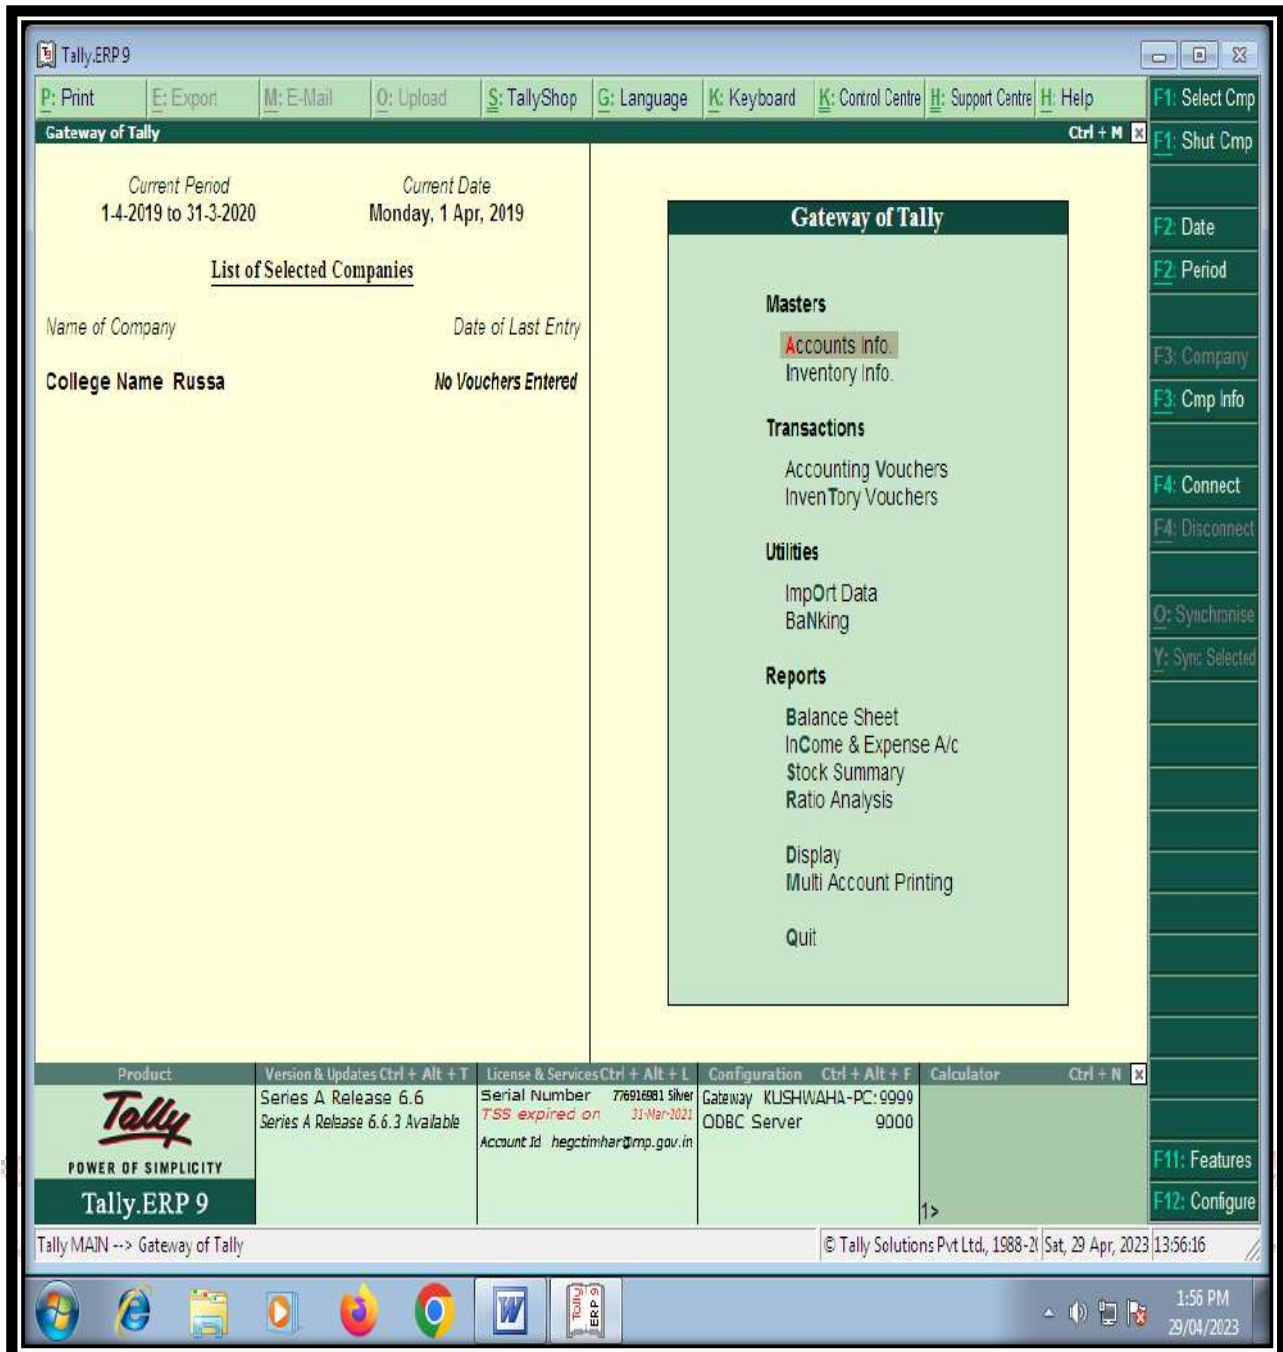 Tally.ERP 9
P: Print E: Export M: E-Mail O: Upload S: TallyShop G: Language K: Keyboard K: Control Centre H: Support Centre H: Help
Gateway of Tally Ctrl + M
Current Period Current Date
1-4-2019 to 31-3-2020 Monday, 1 Apr, 2019
List of Selected Companies
Name of Company Date of Last Entry
College Name Russa No Vouchers Entered
Gateway of Tally
Masters
Accounts Info.
Inventory Info.
Transactions
Accounting Vouchers
InvenTory Vouchers
Utilities
ImpOrt Data
BaNking
Reports
Balance Sheet
InCome & Expense A/c
Stock Summary
Ratio Analysis
Display
Multi Account Printing
Quit
F1: Select Cmp
F1: Shut Cmp
F2: Date
F2: Period
F3: Company
F3: Cmp Info
F4: Connect
F4: Disconnect
O: Synchronise
Y: Sync Selected
F11: Features
F12: Configure
Product
Tally
POWER OF SIMPLICITY
Tally.ERP 9
Version & Updates Ctrl + Alt + T
Series A Release 6.6
Series A Release 6.6.3 Available
License & Services Ctrl + Alt + L
Serial Number 776916981 Silver
TSS expired on 31-Mar-2021
Account Id hegctimhar@mp.gov.in
Configuration Ctrl + Alt + F
Gateway KUSHWAHA-PC:9999
ODBC Server 9000
Calculator Ctrl + N
1>
Tally MAIN --> Gateway of Tally © Tally Solutions Pvt Ltd., 1988-2 Sat, 29 Apr, 2023 13:56:16
Tally
ERP 9
1:56 PM
29/04/2023